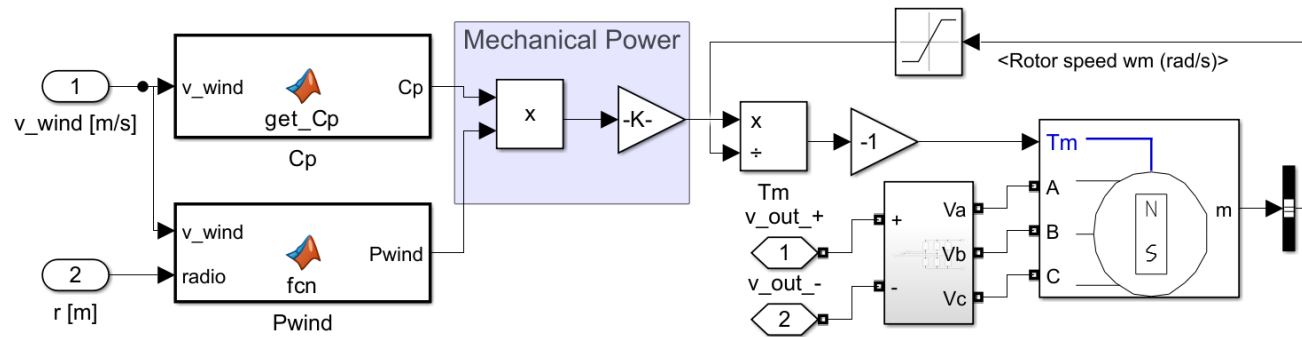 1
v_wind [m/s]
v_wind
get_Cp
Cp
Cp
v_wind
radio
fcn
Pwind
Pwind
2
r [m]
Mechanical Power
x
-K-
x
÷
Tm
-1
<Rotor speed wm (rad/s)>
v_out_+
1
v_out_-
2
+
-
Va
Vb
Vc
Tm
A
B
C
N
S
m